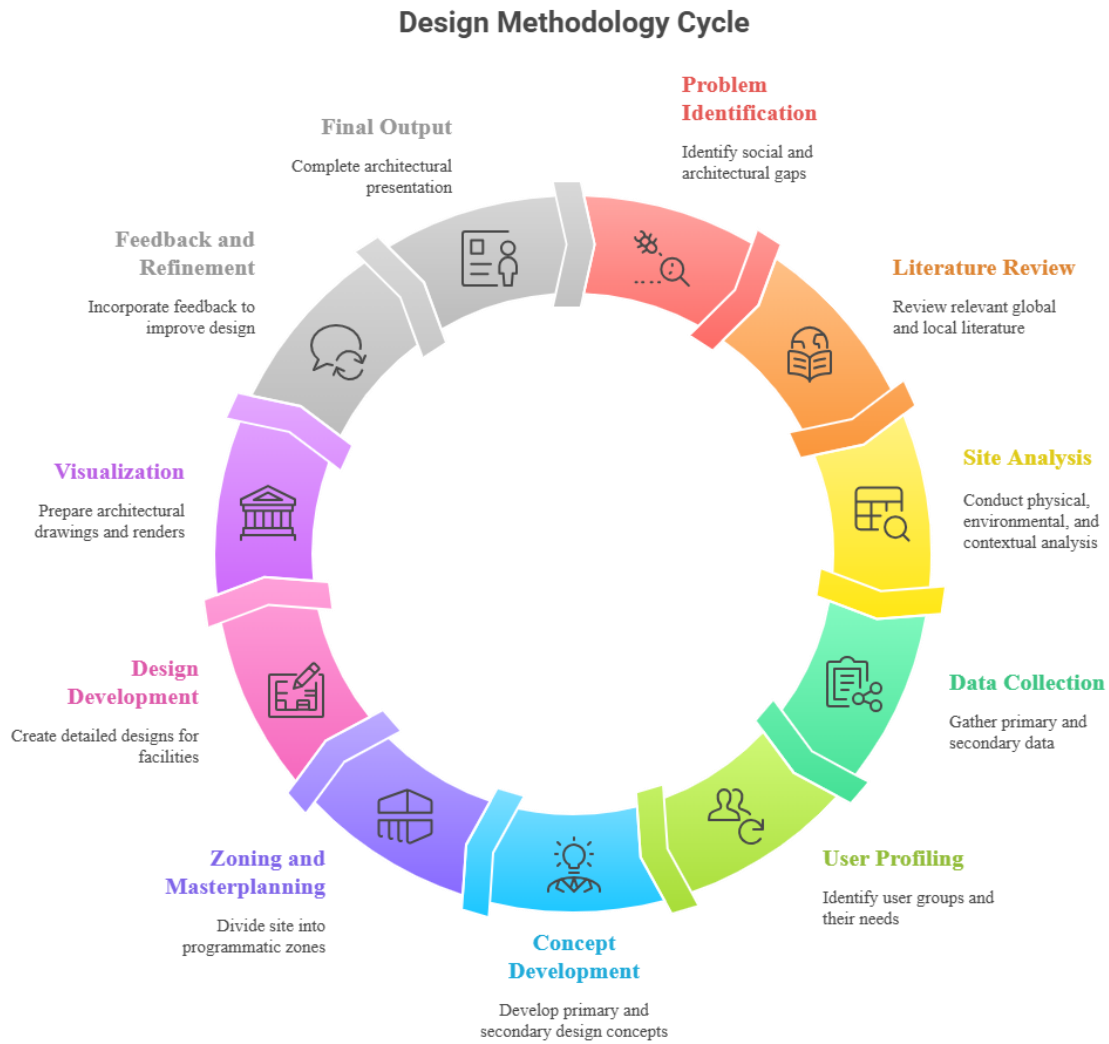 Design Methodology Cycle
Problem
Identification
Identify social and
architectural gaps
Literature Review
Review relevant global
and local literature
Site Analysis
Conduct physical,
environmental, and
contextual analysis
Data Collection
Gather primary and
secondary data
User Profiling
Identify user groups and
their needs
Concept
Development
Develop primary and
secondary design concepts
Zoning and
Masterplanning
Divide site into
programmatic zones
Design
Development
Create detailed designs for
facilities
Visualization
Prepare architectural
drawings and renders
Feedback and
Refinement
Incorporate feedback to
improve design
Final Output
Complete architectural
presentation